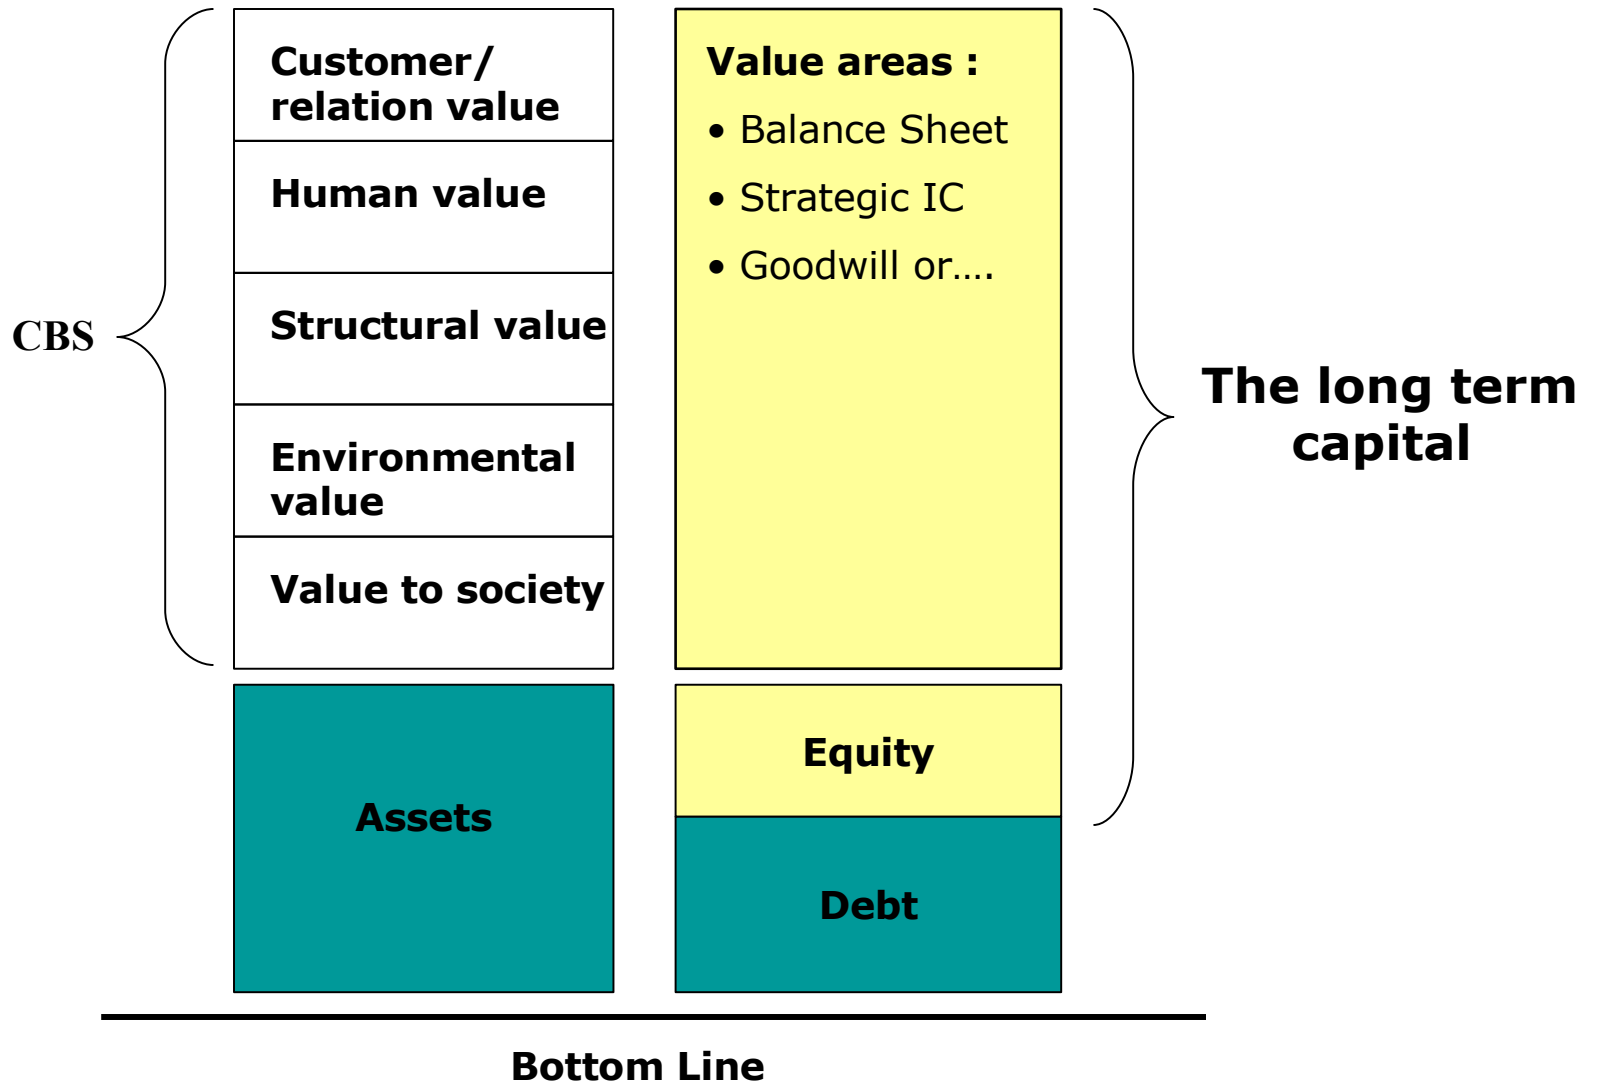 CBS
Customer/
relation value
Human value
Structural value
Environmental
value
Value to society
Assets
Value areas :
• Balance Sheet
• Strategic IC
• Goodwill or....
Equity
Debt
The long term
capital
Bottom Line